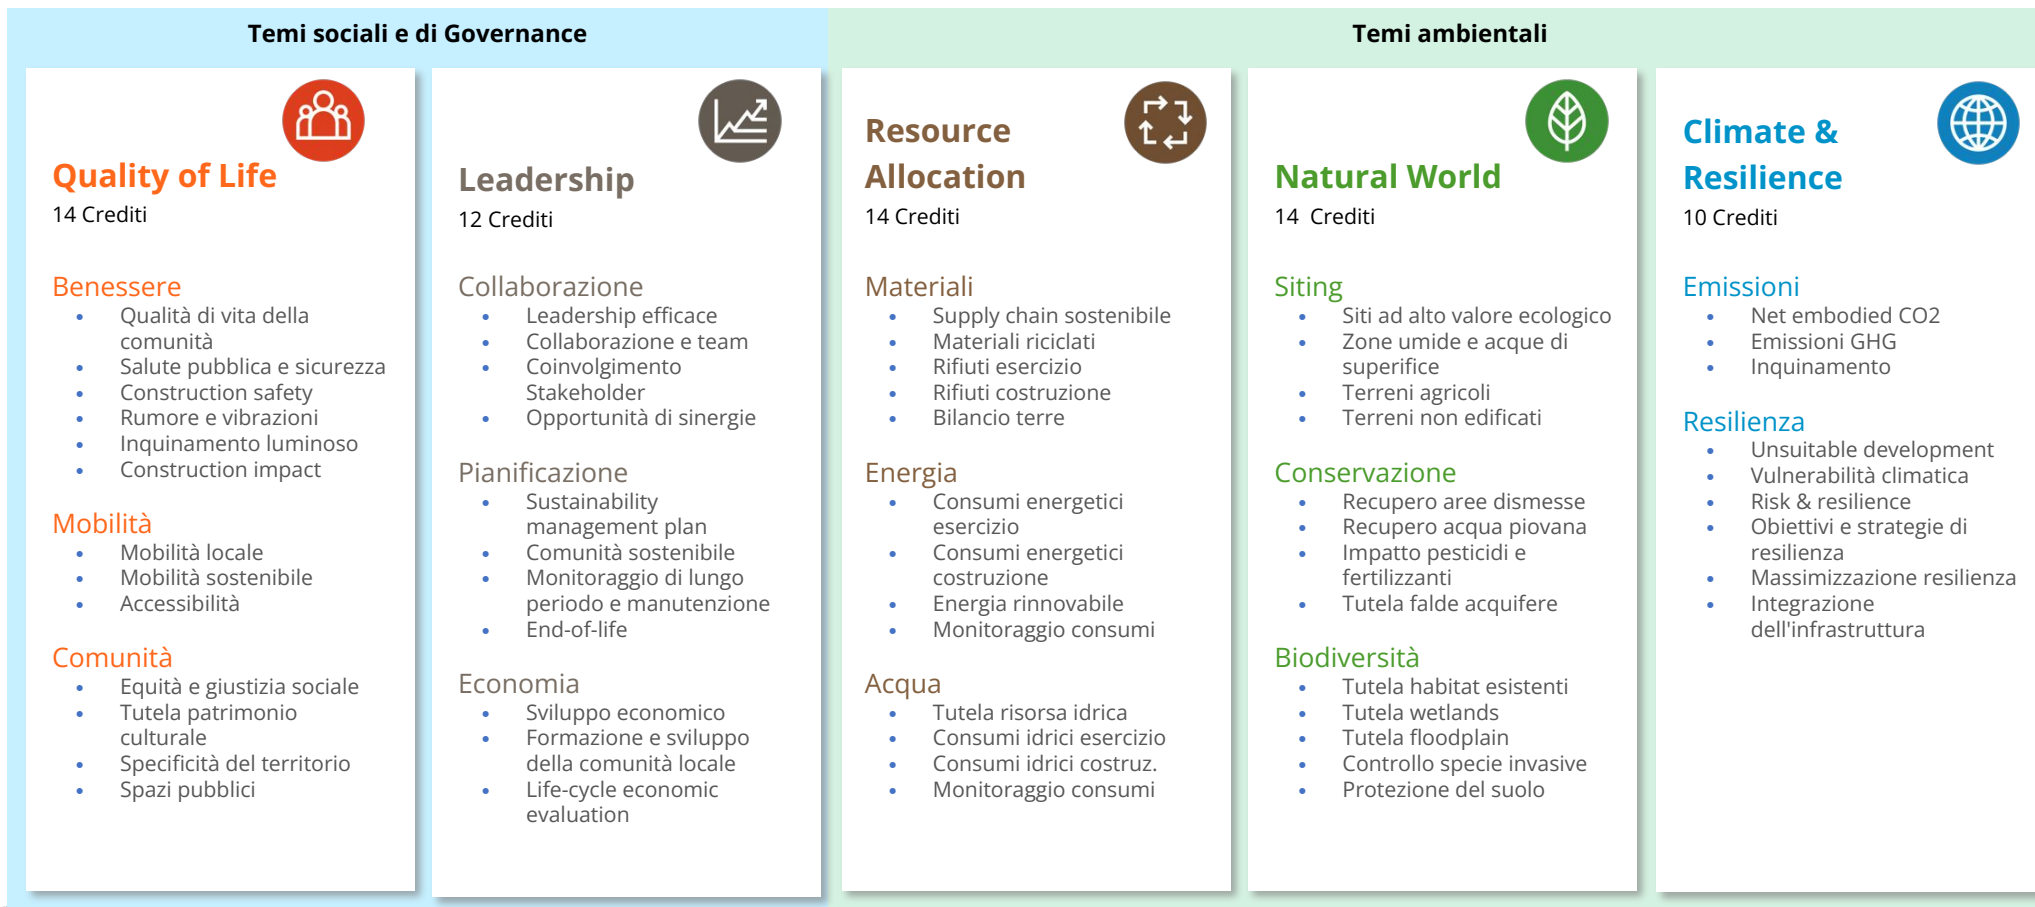 Temi sociali e di Governance
Temi ambientali
Quality of Life
14 Crediti
Benessere
• Qualità di vita della
comunità
• Salute pubblica e sicurezza
• Construction safety
• Rumore e vibrazioni
• Inquinamento luminoso
• Construction impact
Mobilità
• Mobilità locale
• Mobilità sostenibile
• Accessibilità
Comunità
• Equità e giustizia sociale
• Tutela patrimonio
culturale
• Specificità del territorio
• Spazi pubblici
Leadership
12 Crediti
Collaborazione
• Leadership efficace
• Collaborazione e team
• Coinvolgimento
Stakeholder
• Opportunità di sinergie
Pianificazione
• Sustainability
management plan
• Comunità sostenibile
• Monitoraggio di lungo
periodo e manutenzione
• End-of-life
Economia
• Sviluppo economico
• Formazione e sviluppo
della comunità locale
• Life-cycle economic
evaluation
Resource
Allocation
14 Crediti
Materiali
• Supply chain sostenibile
• Materiali riciclati
• Rifiuti esercizio
• Rifiuti costruzione
• Bilancio terre
Energia
• Consumi energetici
esercizio
• Consumi energetici
costruzione
• Energia rinnovabile
• Monitoraggio consumi
Acqua
• Tutela risorsa idrica
• Consumi idrici esercizio
• Consumi idrici costruz.
• Monitoraggio consumi
Natural World
14 Crediti
Siting
• Siti ad alto valore ecologico
• Zone umide e acque di
superifice
• Terreni agricoli
• Terreni non edificati
Conservazione
• Recupero aree dismesse
• Recupero acqua piovana
• Impatto pesticidi e
fertilizzanti
• Tutela falde acquifere
Biodiversità
• Tutela habitat esistenti
• Tutela wetlands
• Tutela floodplain
• Controllo specie invasive
• Protezione del suolo
Climate &
Resilience
10 Crediti
Emissioni
• Net embodied CO2
• Emissioni GHG
• Inquinamento
Resilienza
• Unsuitable development
• Vulnerabilità climatica
• Risk & resilience
• Obiettivi e strategie di
resilienza
• Massimizzazione resilienza
• Integrazione
dell'infrastruttura